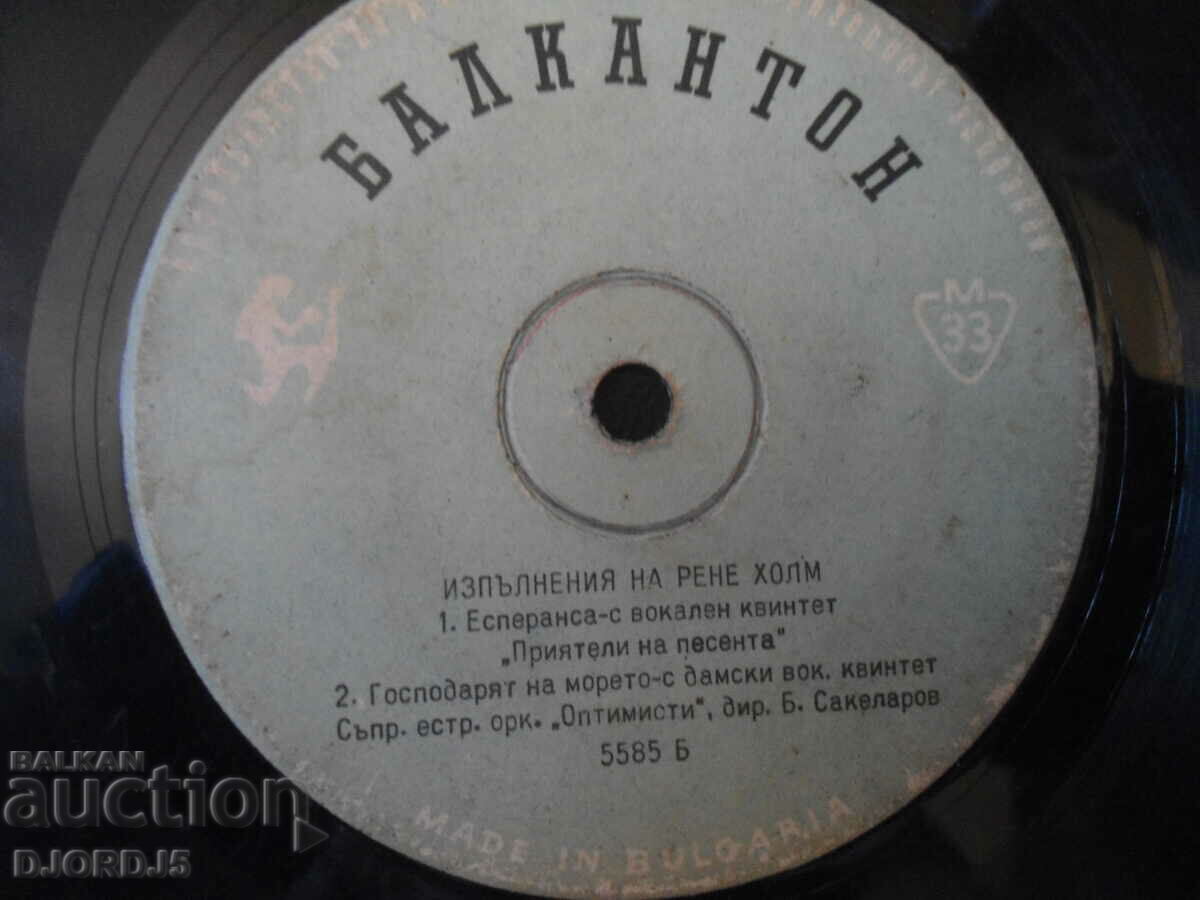 БАЛКАНТОН
М
33
ИЗПЪЛНЕНИЯ НА РЕНЕ ХОЛМ
1. Есперанса-с вокален квинтет
„Приятели на песента"
2. Господарят на морето-с дамски вок. квинтет
Съпр. естр. орк. „Оптимисти", дир. Б. Сакеларов
5585 Б
MADE IN BULGARIA
BALKAN
auction
DJORD_J5